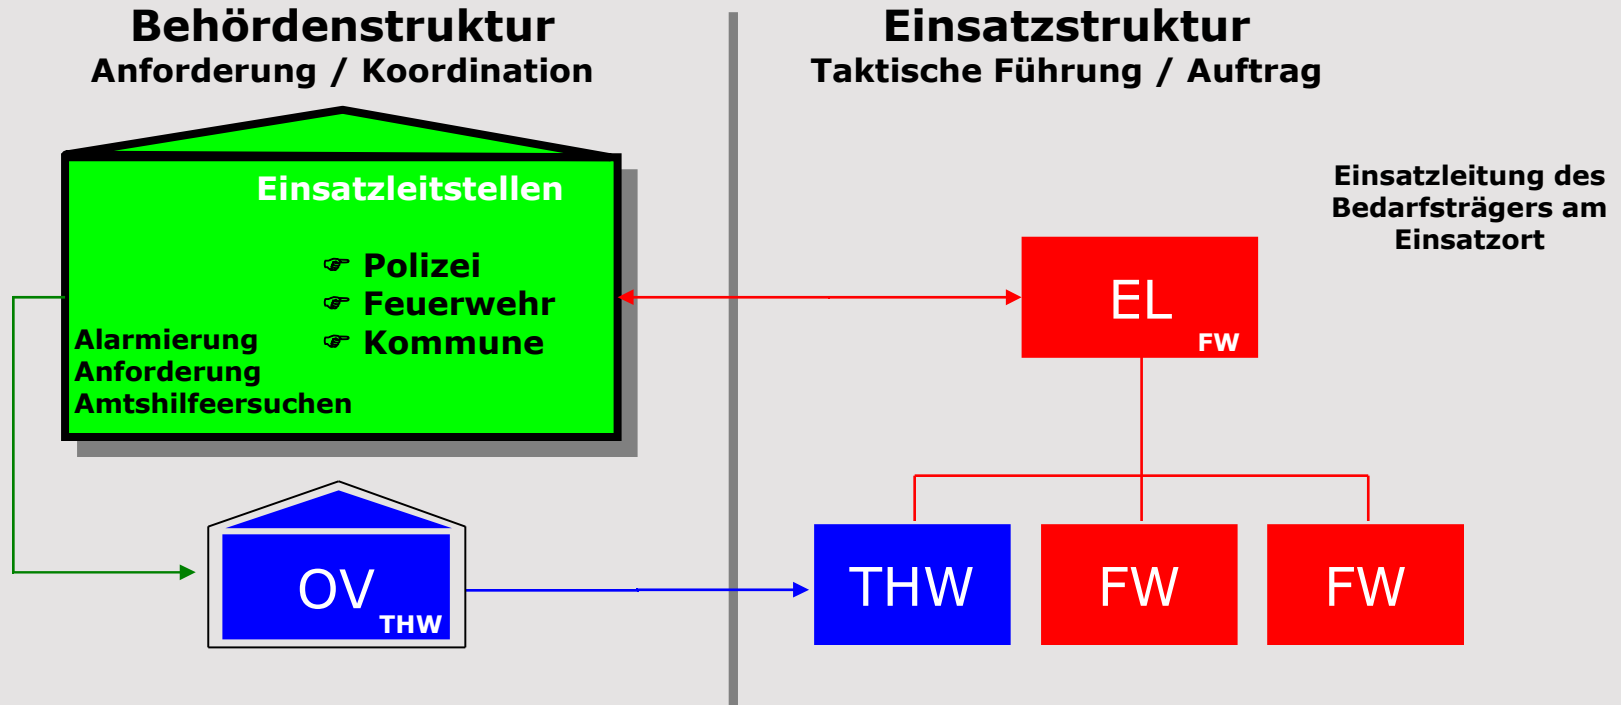 Behördenstruktur
Anforderung / Koordination
Einsatzleitstellen
☞ Polizei
☞ Feuerwehr
☞ Kommune
Alarmierung
Anforderung
Amtshilfeersuchen
OV
THW
Einsatzstruktur
Taktische Führung / Auftrag
Einsatzleitung des
Bedarfsträgers am
Einsatzort
EL
FW
THW
FW
FW